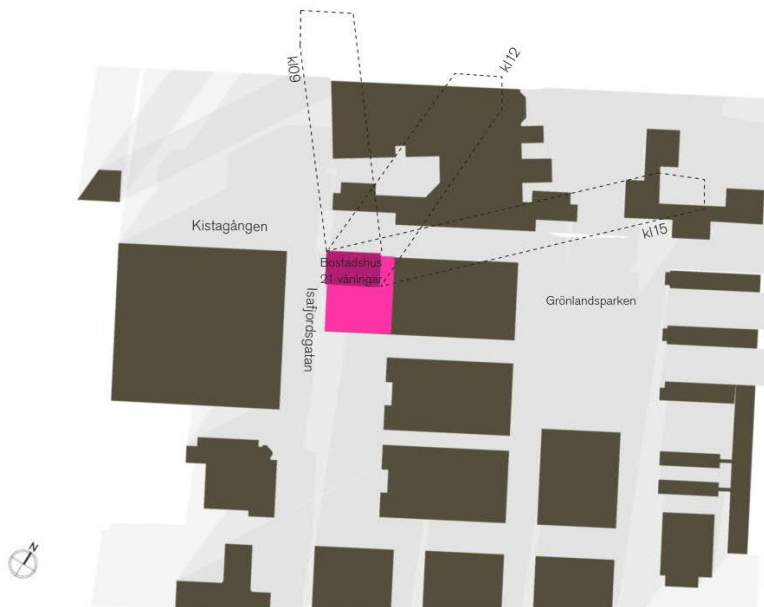 kl09
kl12
kl15
Kistagången
Bostadshus
21 våningar
Isafjordsgatan
Grönlandsparken
N